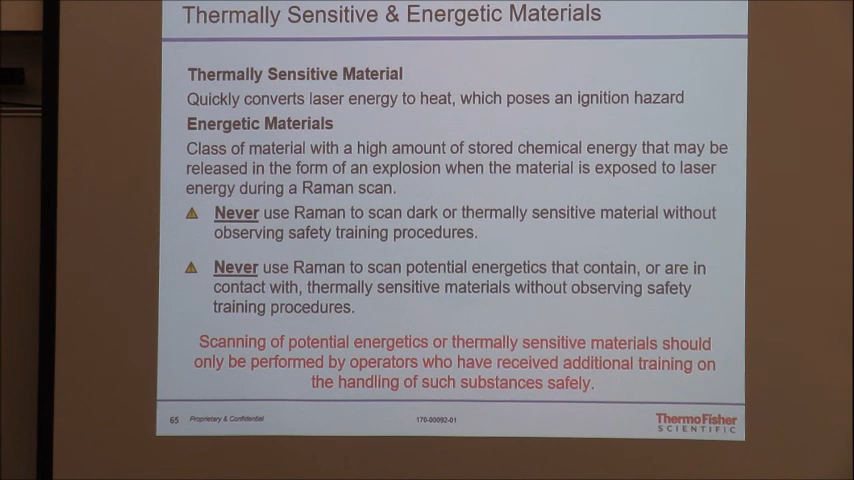 Thermally Sensitive & Energetic Materials
Thermally Sensitive Material
Quickly converts laser energy to heat, which poses an ignition hazard
Energetic Materials
Class of material with a high amount of stored chemical energy that may be
released in the form of an explosion when the material is exposed to laser
energy during a Raman scan.
Never use Raman to scan dark or thermally sensitive material without
observing safety training procedures.
Never use Raman to scan potential energetics that contain, or are in
contact with, thermally sensitive materials without observing safety
training procedures.
Scanning of potential energetics or thermally sensitive materials should
only be performed by operators who have received additional training on
the handling of such substances safely.
65 Proprietary & Confidential 170-00092-01 ThermoFisher
SCIENTIFIC